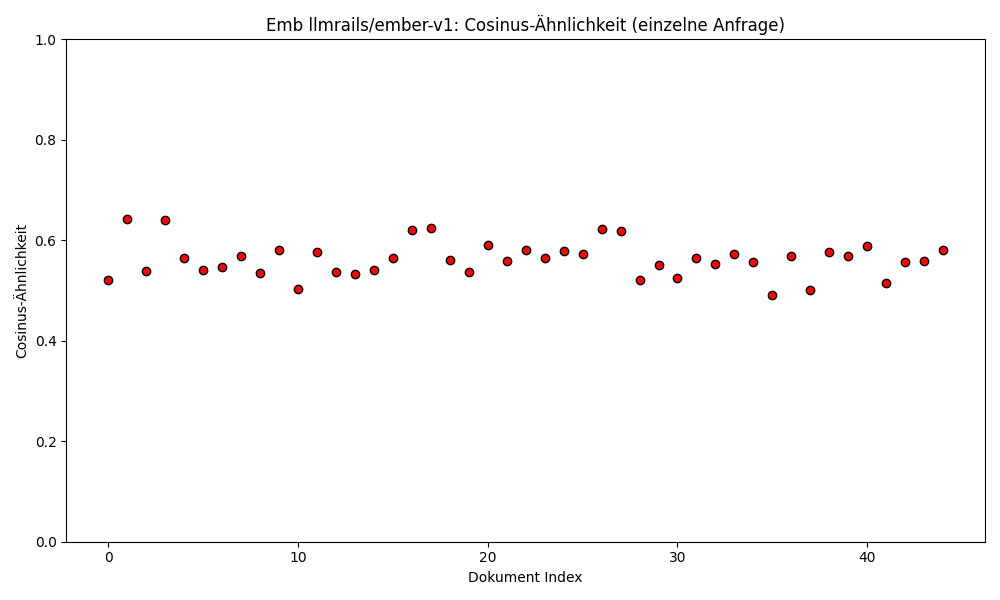 Emb llmrails/ember-v1: Cosinus-Ähnlichkeit (einzelne Anfrage)
1.0
0.8
0.6
0.4
0.2
0.0
Cosinus-Ähnlichkeit
0 10 20 30 40
Dokument Index